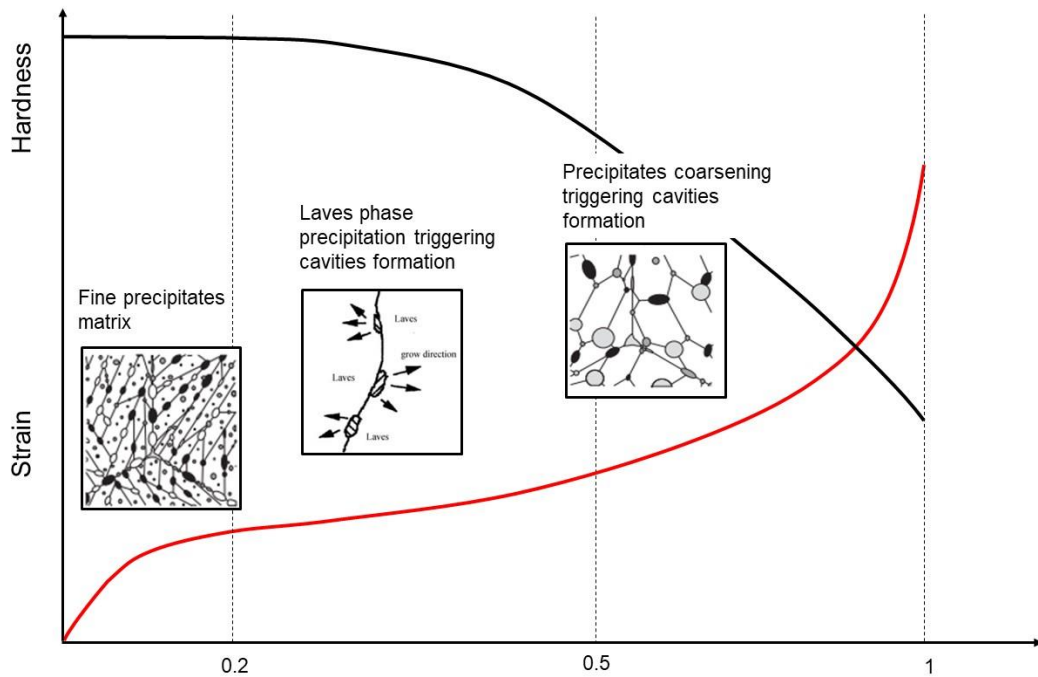 Hardness
Strain
Fine precipitates
matrix
Laves phase
precipitation triggering
cavities formation
Laves
grow direction
Laves
Laves
Precipitates coarsening
triggering cavities
formation
0.2
0.5
1